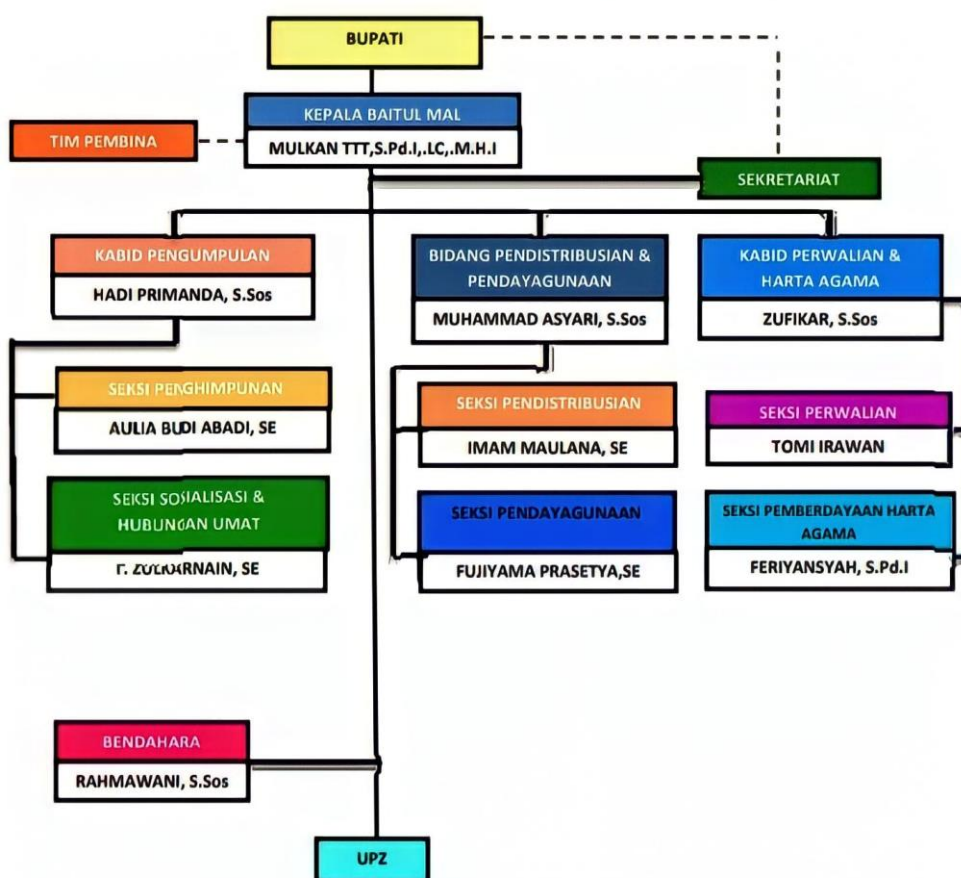 BUPATI
KEPALA BAITUL MAL
MULKAN TTT,S.Pd.I,.LC,.M.H.I
TIM PEMBINA
SEKRETARIAT
KABID PENGUMPULAN
HADI PRIMANDA, S.Sos
BIDANG PENDISTRIBUSIAN &
PENDAYAGUNAAN
MUHAMMAD ASYARI, S.Sos
KABID PERWALIAN &
HARTA AGAMA
ZUFIKAR, S.Sos
SEKSI PENGHIMPUNAN
AULIA BUDI ABADI, SE
SEKSI PENDISTRIBUSIAN
IMAM MAULANA, SE
SEKSI PERWALIAN
TOMI IRAWAN
SEKSI SOSIALISASI &
HUBUNGAN UMAT
SE
SEKSI PENDAYAGUNAAN
FUJIYAMA PRASETYA,SE
SEKSI PEMBERDAYAAN HARTA
AGAMA
FERIYANSYAH, S.Pd.I
BENDAHARA
RAHMAWANI, S.Sos
UPZ